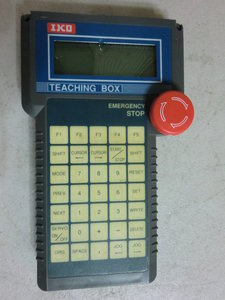 IKO
TEACHING BOX
EMERGENCY
STOP
F1 F2 F3 F4 F5
SHIFT CURSOR CURSOR START/STOP SHIFT
MODE 7 8 9 RESET
PREV. 4 5 6 SET
NEXT 1 2 3 WRITE
SERVO ON/OFF 0 • - DELETE
ORG SPACE JOG JOG